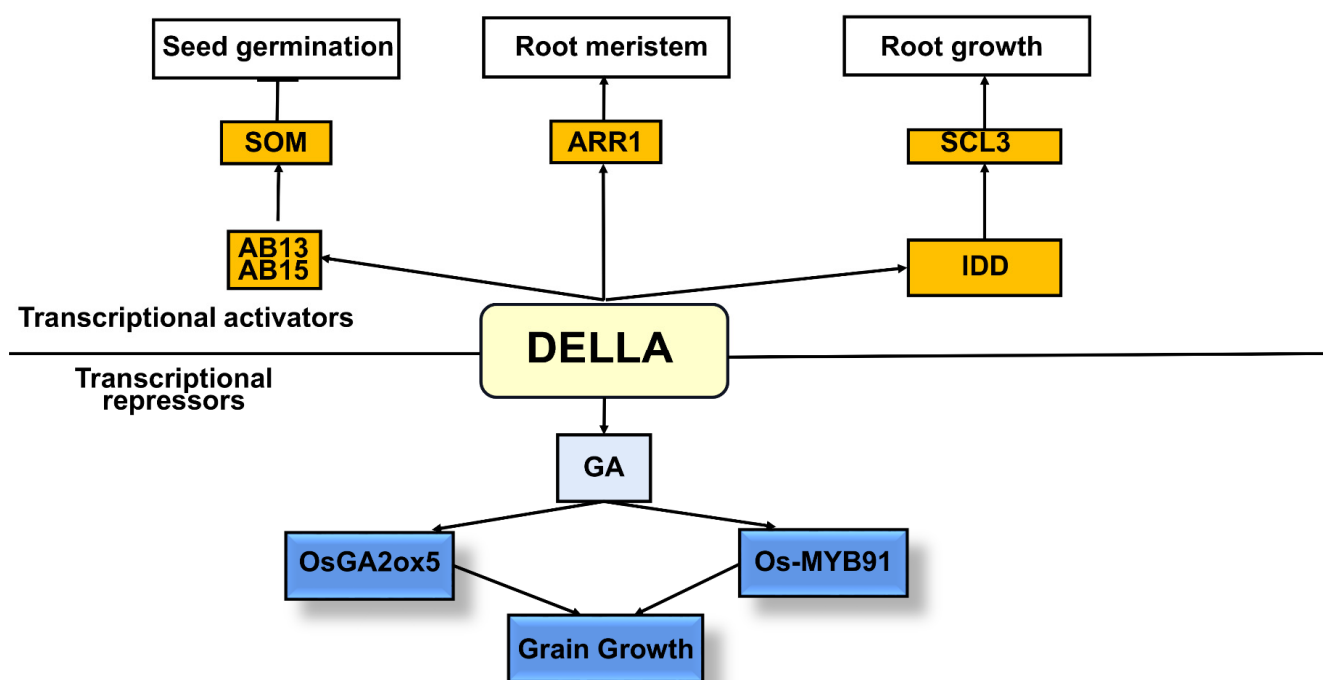 Seed germination
Root meristem
Root growth
SOM
ARR1
SCL3
AB13
AB15
IDD
Transcriptional activators
DELLA
Transcriptional
repressors
GA
OsGA2ox5
Os-MYB91
Grain Growth